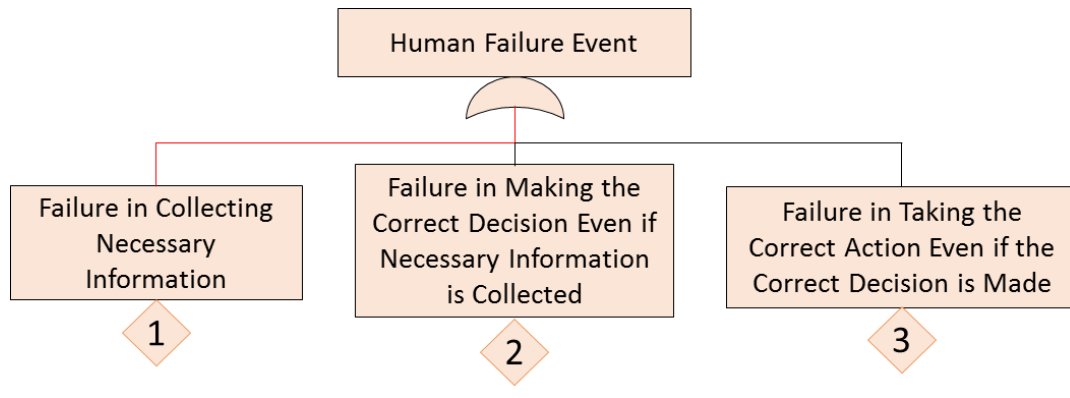 Human Failure Event
Failure in Collecting
Necessary
Information
1
Failure in Making the
Correct Decision Even if
Necessary Information
is Collected
2
Failure in Taking the
Correct Action Even if the
Correct Decision is Made
3